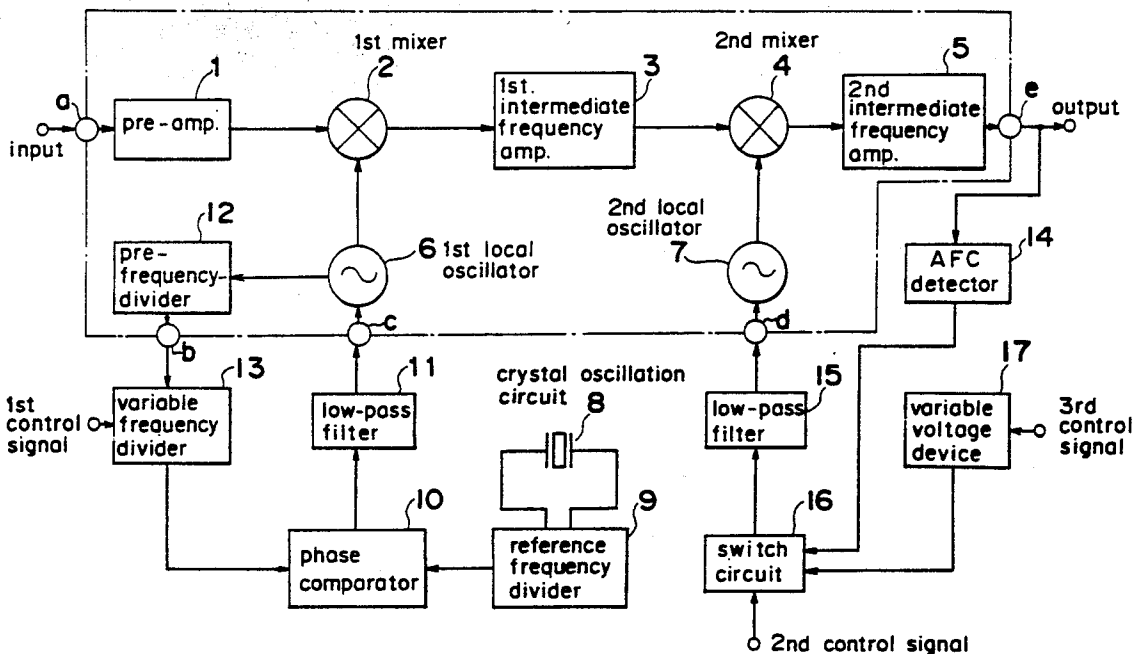 1st mixer
2nd mixer
1
2
3
4
5
a
e
pre-amp.
1st.
intermediate
frequency
amp.
2nd
intermediate
frequency
amp.
input
output
12
pre-
frequency-
divider
6
1st local
oscillator
2nd local
oscillator
7
14
AFC
detector
b
c
d
13
1st
control
signal
variable
frequency
divider
11
low-pass
filter
crystal oscillation
circuit
8
15
low-pass
filter
17
variable
voltage
device
3rd
control
signal
10
phase
comparator
9
reference
frequency
divider
16
switch
circuit
2nd control signal